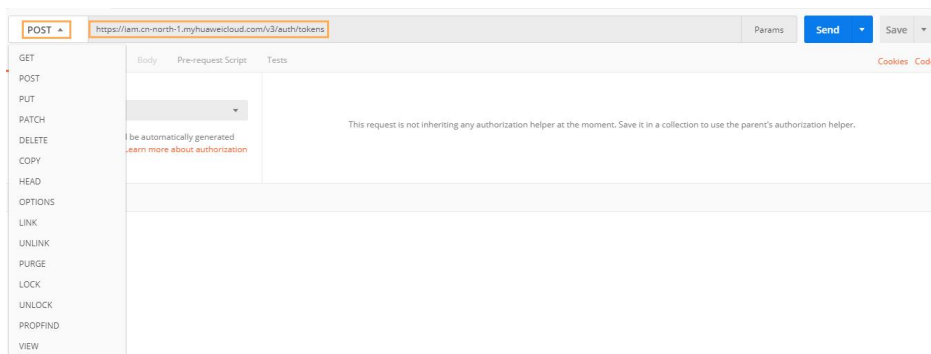 POST https://iam.cn-north-1.myhuaweicloud.com/v3/auth/tokens Params Send Save
Body Pre-request Script Tests Cookies Code
GET
POST
PUT
PATCH
DELETE
COPY
HEAD
OPTIONS
LINK
UNLINK
PURGE
LOCK
UNLOCK
PROPFIND
VIEW
be automatically generated
Learn more about authorization
This request is not inheriting any authorization helper at the moment. Save it in a collection to use the parent's authorization helper.